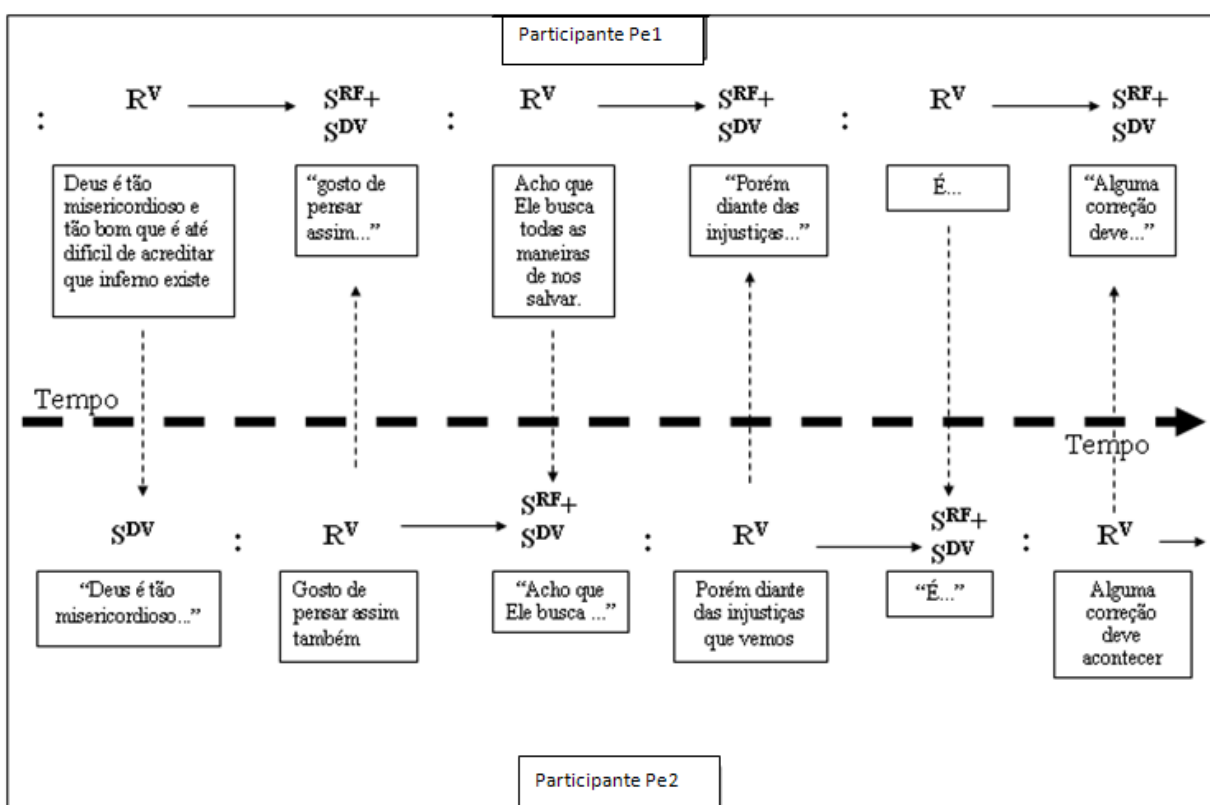 Participante Pe1
: R^V S^RF+ : R^V S^RF+ : R^V S^RF+
S^DV S^DV S^DV
Deus é tão
misericordioso e
tão bom que é até
difícil de acreditar
que inferno existe
“gosto de
pensar
assim...”
Acho que
Ele busca
todas as
maneiras
de nos
salvar.
“Porém
diante das
injustiças...”
É...
“Alguma
correção
deve...”
Tempo
Tempo
S^DV : R^V S^RF+ : R^V S^RF+ : R^V
S^DV S^DV
“Deus é tão
misericordioso...”
Gosto de
pensar assim
também
“Acho que
Ele busca ...”
Porém diante
das injustiças
que vemos
“É...”
Alguma
correção
deve
acontecer
Participante Pe2